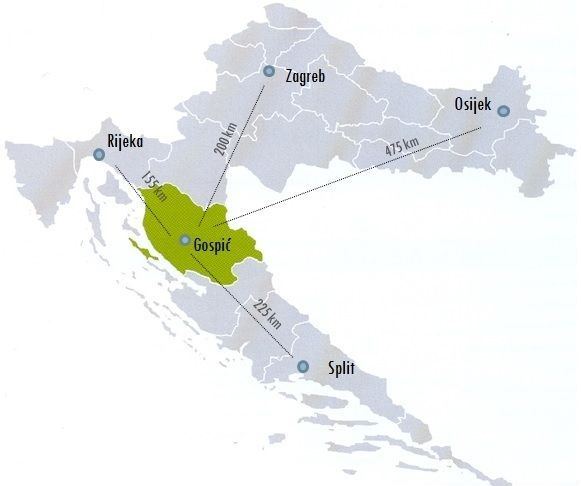 Zagreb
Osijek
Rijeka
200 km
475 km
155 km
Gospić
225 km
Split